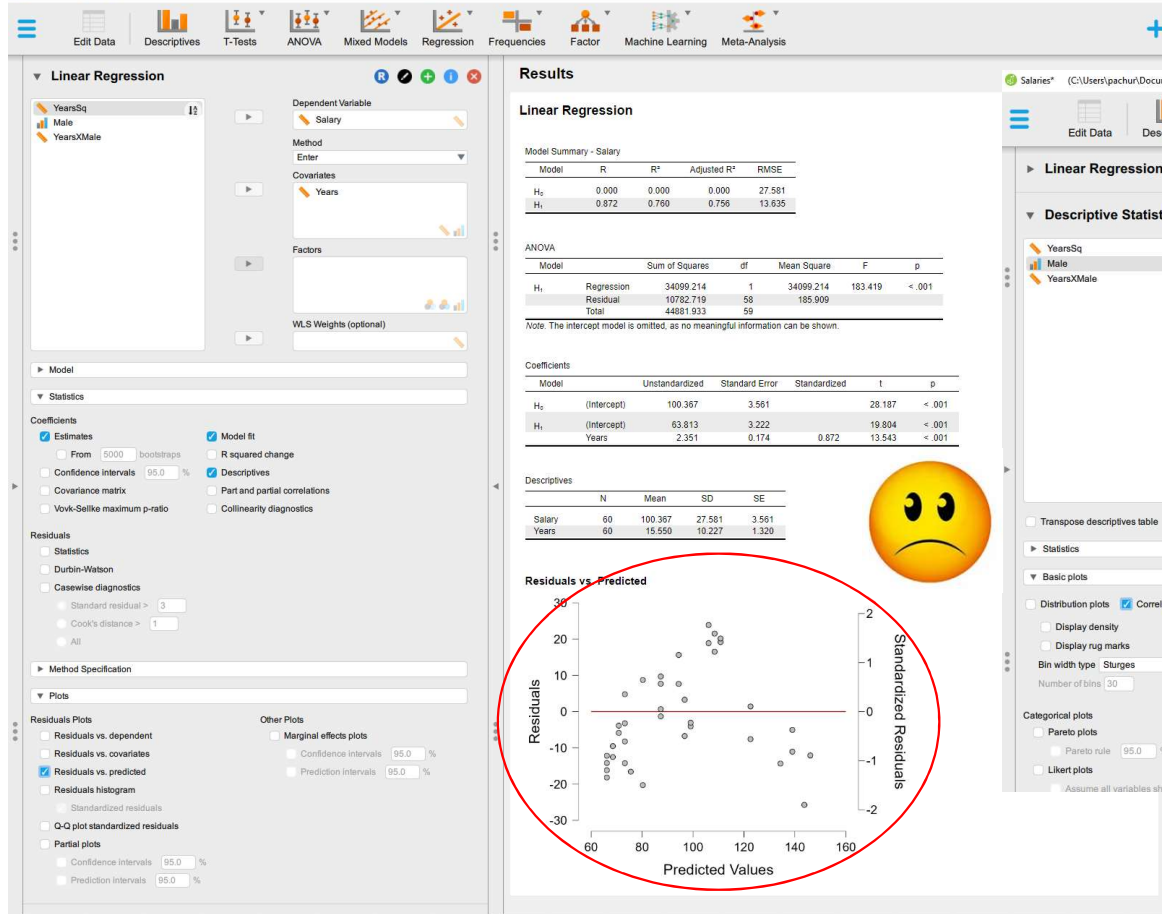 Edit Data Descriptives T-Tests ANOVA Mixed Models Regression Frequencies Factor Machine Learning Meta-Analysis
Linear Regression
R
YearsSq
Male
YearsXMale
Dependent Variable
Salary
Method
Enter
Covariates
Years
Factors
WLS Weights (optional)
Model
Statistics
Coefficients
Estimates Model fit
From 5000 bootstraps R squared change
Confidence intervals 95.0 % Descriptives
Covariance matrix Part and partial correlations
Vovk-Sellke maximum p-ratio Collinearity diagnostics
Residuals
Statistics
Durbin-Watson
Casewise diagnostics
Standard residual > 3
Cook's distance > 1
All
Method Specification
Plots
Residuals Plots Other Plots
Residuals vs. dependent Marginal effects plots
Residuals vs. covariates Confidence intervals 95.0 %
Residuals vs. predicted Prediction intervals 95.0 %
Residuals histogram
Standardized residuals
Q-Q plot standardized residuals
Partial plots
Confidence intervals 95.0 %
Prediction intervals 95.0 %
Results
Linear Regression
Model Summary - Salary
Model R R² Adjusted R² RMSE
H₀ 0.000 0.000 0.000 27.581
H₁ 0.872 0.760 0.756 13.635
ANOVA
Model Sum of Squares df Mean Square F p
H₁ Regression 34099.214 1 34099.214 183.419 < .001
Residual 10782.719 58 185.909
Total 44881.933 59
Note. The intercept model is omitted, as no meaningful information can be shown.
Coefficients
Model Unstandardized Standard Error Standardized t p
H₀ (Intercept) 100.367 3.561 28.187 < .001
H₁ (Intercept) 63.813 3.222 19.804 < .001
Years 2.351 0.174 0.872 13.543 < .001
Descriptives
N Mean SD SE
Salary 60 100.367 27.581 3.561
Years 60 15.550 10.227 1.320
Residuals vs. Predicted
30
20
10
0
-10
-20
-30
Residuals
2
1
0
-1
-2
Standardized Residuals
60 80 100 120 140 160
Predicted Values
Salaries* (C:\Users\pachur\Docu
Edit Data Des
Linear Regression
Descriptive Statist
YearsSq
Male
YearsXMale
Transpose descriptives table
Statistics
Basic plots
Distribution plots Correl
Display density
Display rug marks
Bin width type Sturges
Number of bins 30
Categorical plots
Pareto plots
Pareto rule 95.0
Likert plots
Assume all variables sh